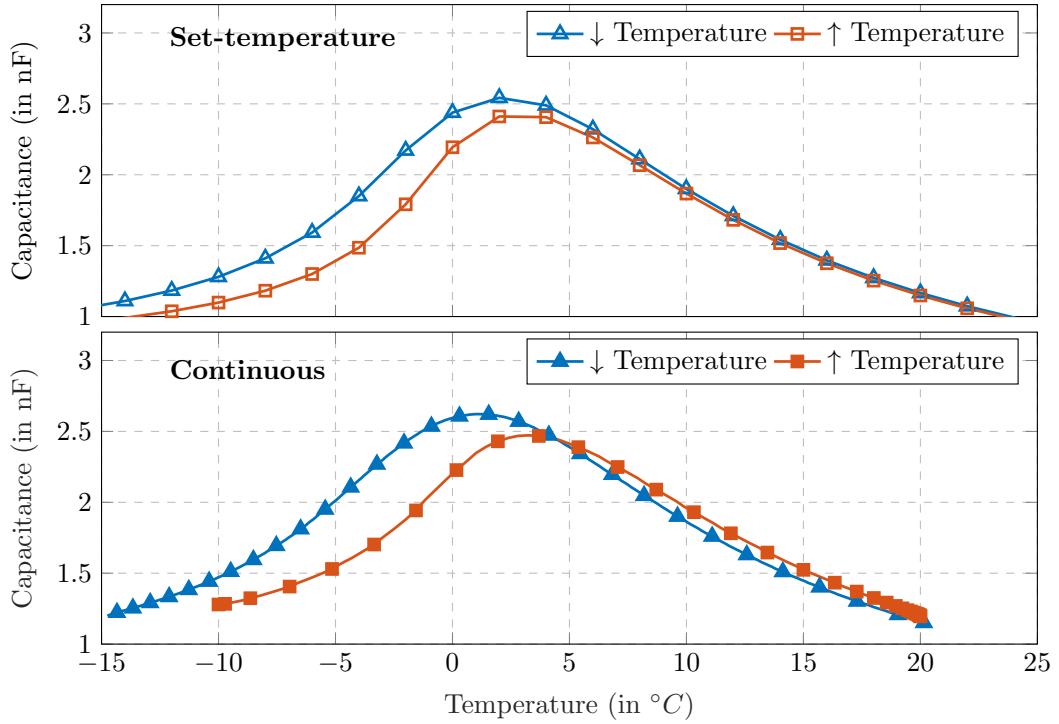 3
2.5
2
1.5
1
Capacitance (in nF)
Set-temperature
↓ Temperature ↑ Temperature
3
2.5
2
1.5
1
Capacitance (in nF)
Continuous
↓ Temperature ↑ Temperature
−15 −10 −5 0 5 10 15 20 25
Temperature (in °C)